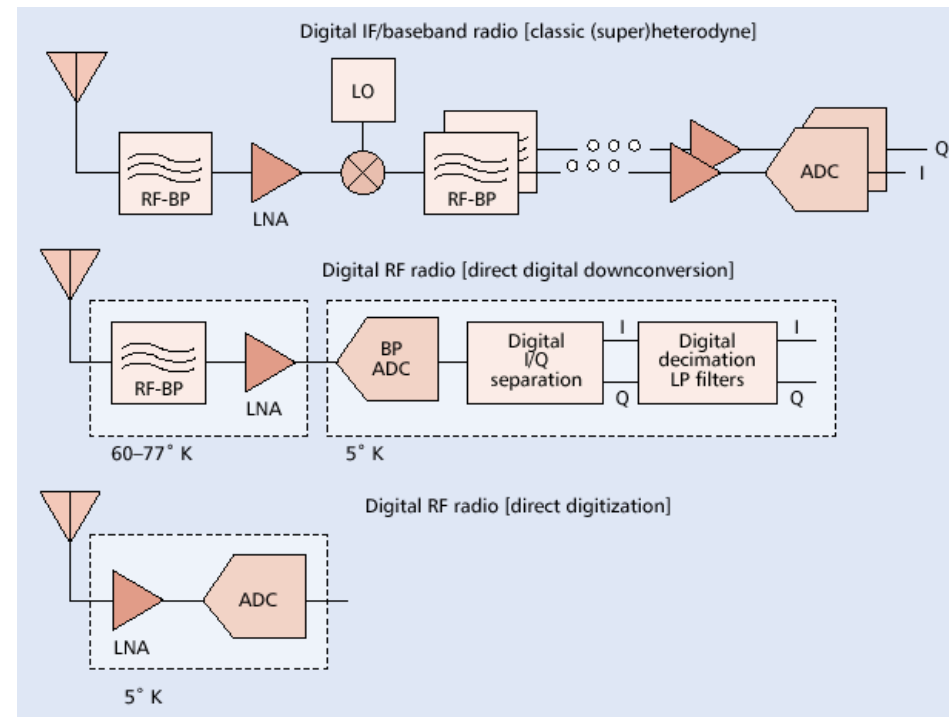 Digital IF/baseband radio [classic (super)heterodyne]
LO
RF-BP
LNA
RF-BP
ADC
Q
I
Digital RF radio [direct digital downconversion]
RF-BP
LNA
BP
ADC
Digital
I/Q
separation
I
Q
Digital
decimation
LP filters
I
Q
60–77° K
5° K
Digital RF radio [direct digitization]
LNA
ADC
5° K